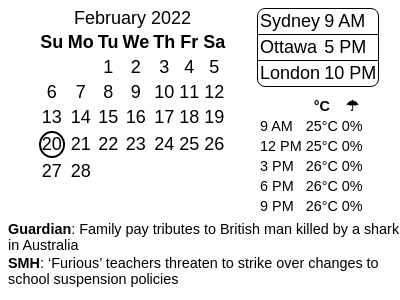 February 2022
Su Mo Tu We Th Fr Sa
1 2 3 4 5
6 7 8 9 10 11 12
13 14 15 16 17 18 19
20 21 22 23 24 25 26
27 28
Sydney 9 AM
Ottawa 5 PM
London 10 PM
°C ☂
9 AM 25°C 0%
12 PM 25°C 0%
3 PM 26°C 0%
6 PM 26°C 0%
9 PM 26°C 0%
Guardian: Family pay tributes to British man killed by a shark
in Australia
SMH: ‘Furious’ teachers threaten to strike over changes to
school suspension policies